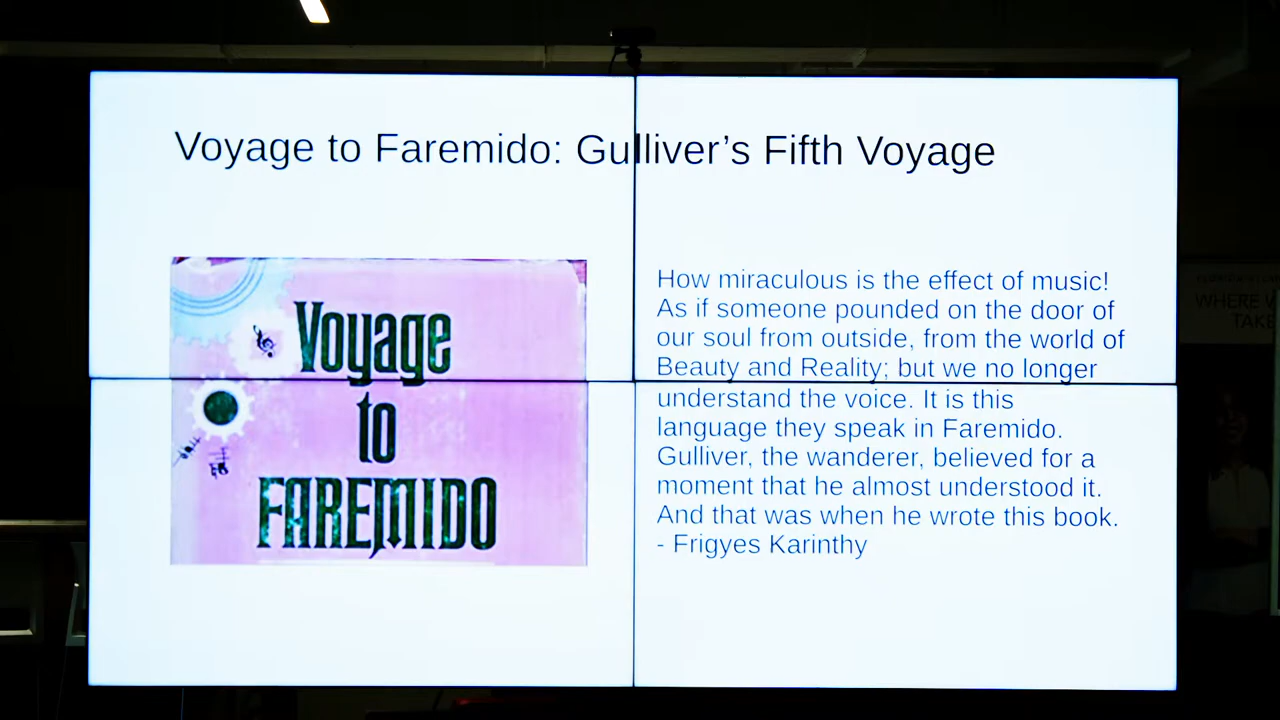 Voyage to Faremido: Gulliver’s Fifth Voyage
Voyage
to
FAREMIDO
How miraculous is the effect of music!
As if someone pounded on the door of
our soul from outside, from the world of
Beauty and Reality; but we no longer
understand the voice. It is this
language they speak in Faremido.
Gulliver, the wanderer, believed for a
moment that he almost understood it.
And that was when he wrote this book.
- Frigyes Karinthy
WHERE
TAKE